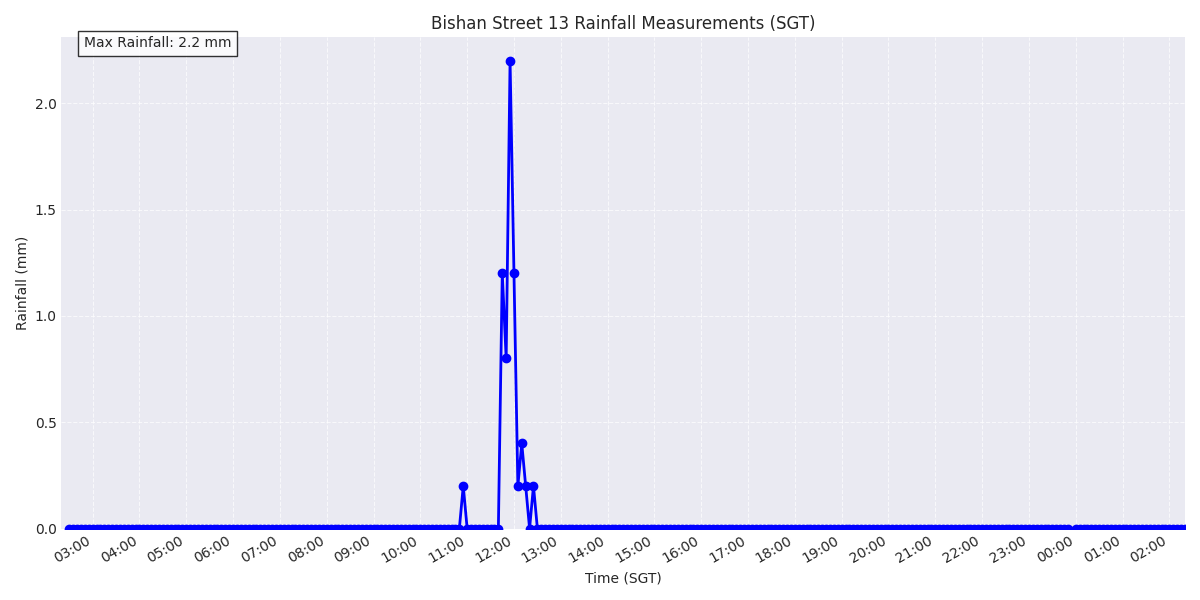 Bishan Street 13 Rainfall Measurements (SGT)
Max Rainfall: 2.2 mm
Rainfall (mm)
2.0
1.5
1.0
0.5
0.0
03:00 04:00 05:00 06:00 07:00 08:00 09:00 10:00 11:00 12:00 13:00 14:00 15:00 16:00 17:00 18:00 19:00 20:00 21:00 22:00 23:00 00:00 01:00 02:00
Time (SGT)